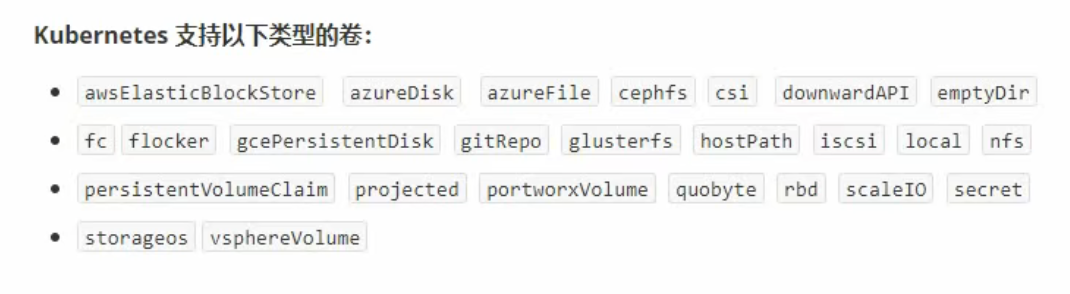 Kubernetes 支持以下类型的卷：
• awsElasticBlockStore azureDisk azureFile cephfs csi downwardAPI emptyDir
• fc flocker gcePersistentDisk gitRepo glusterfs hostPath iscsi local nfs
• persistentVolumeClaim projected portworxVolume quobyte rbd scaleIO secret
• storageos vsphereVolume